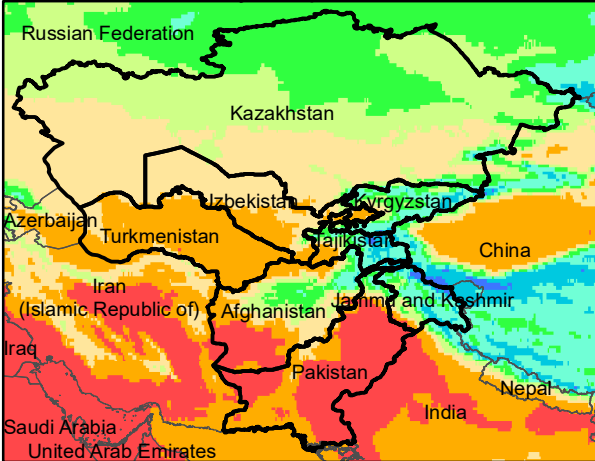 Russian Federation
Kazakhstan
Uzbekistan
Kyrgyzstan
Azerbaijan
Turkmenistan
Tajikistan
China
Iran
(Islamic Republic of)
Afghanistan
Jammu and Kashmir
Iraq
Pakistan
Nepal
India
Saudi Arabia
United Arab Emirates